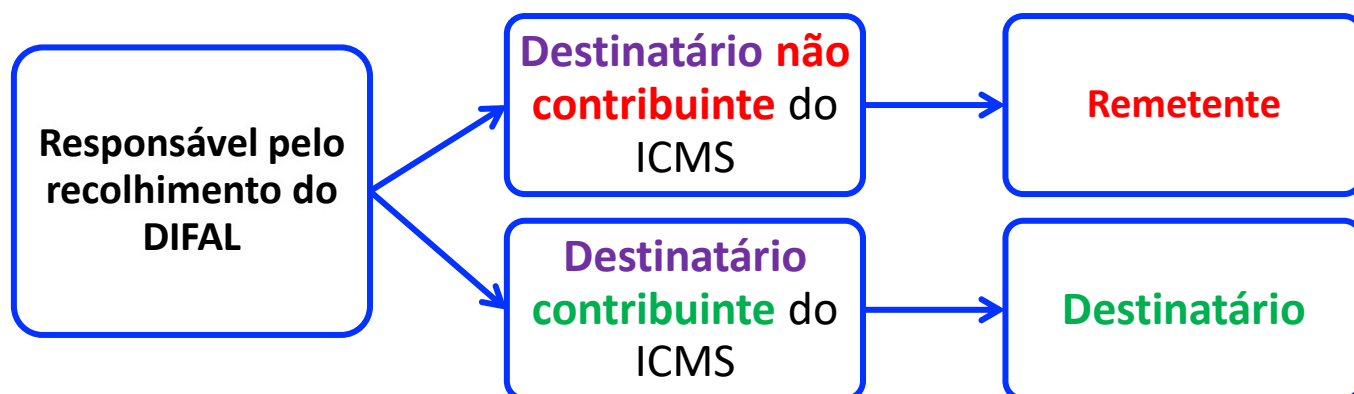 Responsável pelo
recolhimento do
DIFAL
Destinatário não
contribuinte do
ICMS
Remetente
Destinatário
contribuinte do
ICMS
Destinatário